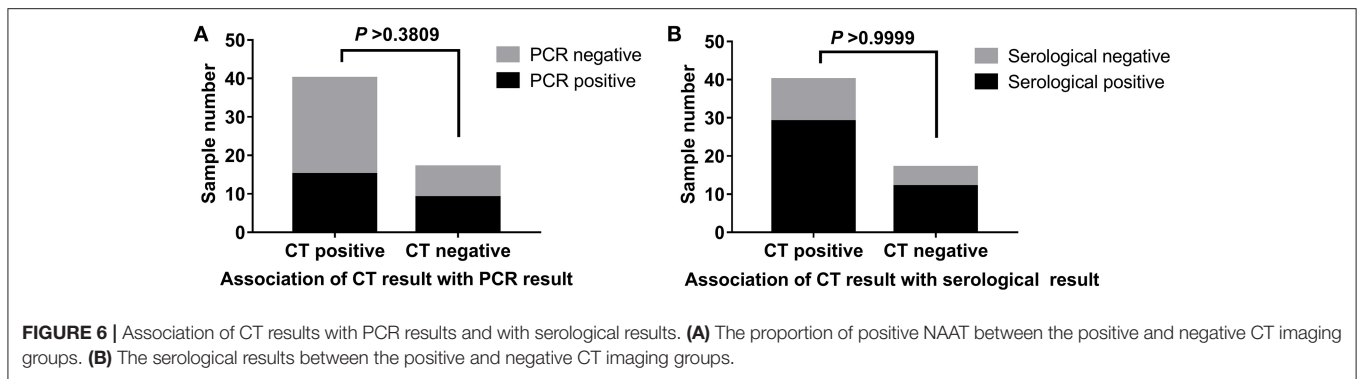 A
P >0.3809
50
40
30
20
10
0
Sample number
PCR negative
PCR positive
CT positive CT negative
Association of CT result with PCR result
B
P >0.9999
50
40
30
20
10
0
Sample number
Serological negative
Serological positive
CT positive CT negative
Association of CT result with serological result
FIGURE 6 | Association of CT results with PCR results and with serological results. (A) The proportion of positive NAAT between the positive and negative CT imaging
groups. (B) The serological results between the positive and negative CT imaging groups.